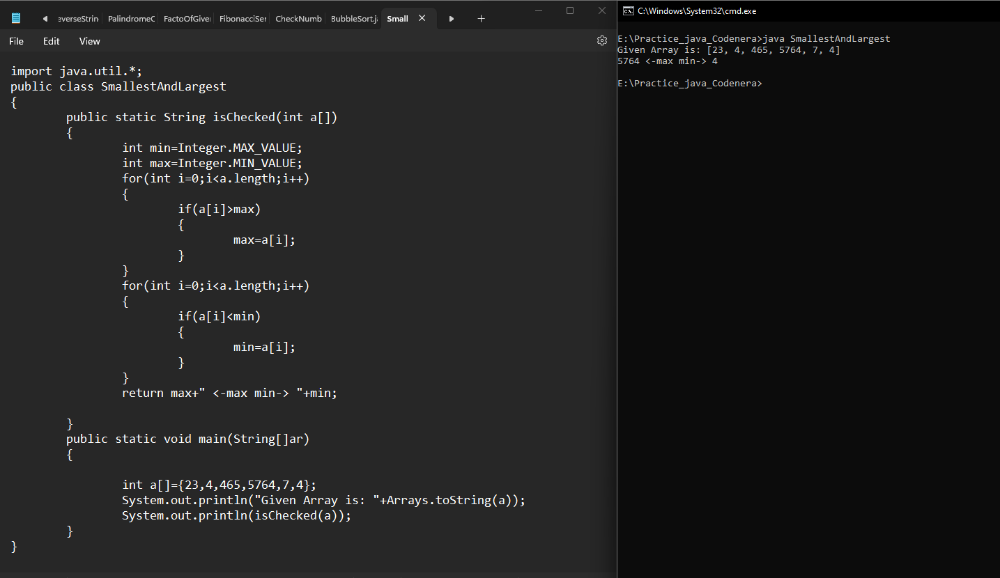 everseStrin PalindromeC FactoOfGive FibonacciSer CheckNumb BubbleSort.j Small
File Edit View
import java.util.*;
public class SmallestAndLargest
{
public static String isChecked(int a[])
{
int min=Integer.MAX_VALUE;
int max=Integer.MIN_VALUE;
for(int i=0;i<a.length;i++)
{
if(a[i]>max)
{
max=a[i];
}
}
for(int i=0;i<a.length;i++)
{
if(a[i]<min)
{
min=a[i];
}
}
return max+" <-max min-> "+min;
}
public static void main(String[]ar)
{
int a[]={23,4,465,5764,7,4};
System.out.println("Given Array is: "+Arrays.toString(a));
System.out.println(isChecked(a));
}
}
C:\Windows\System32\cmd.exe
E:\Practice_java_Codenera>java SmallestAndLargest
Given Array is: [23, 4, 465, 5764, 7, 4]
5764 <-max min-> 4
E:\Practice_java_Codenera>